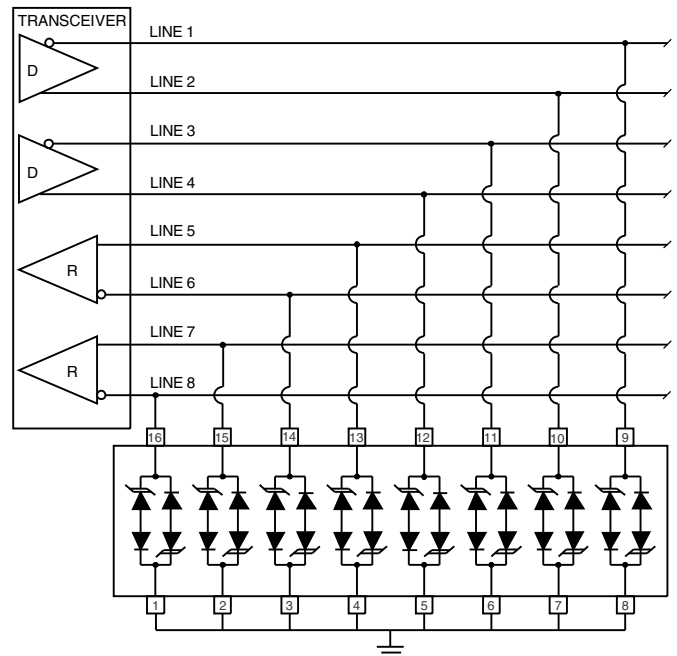 TRANSCEIVER
LINE 1
D
LINE 2
LINE 3
D
LINE 4
LINE 5
R
LINE 6
LINE 7
R
LINE 8
16 15 14 13 12 11 10 9
1 2 3 4 5 6 7 8